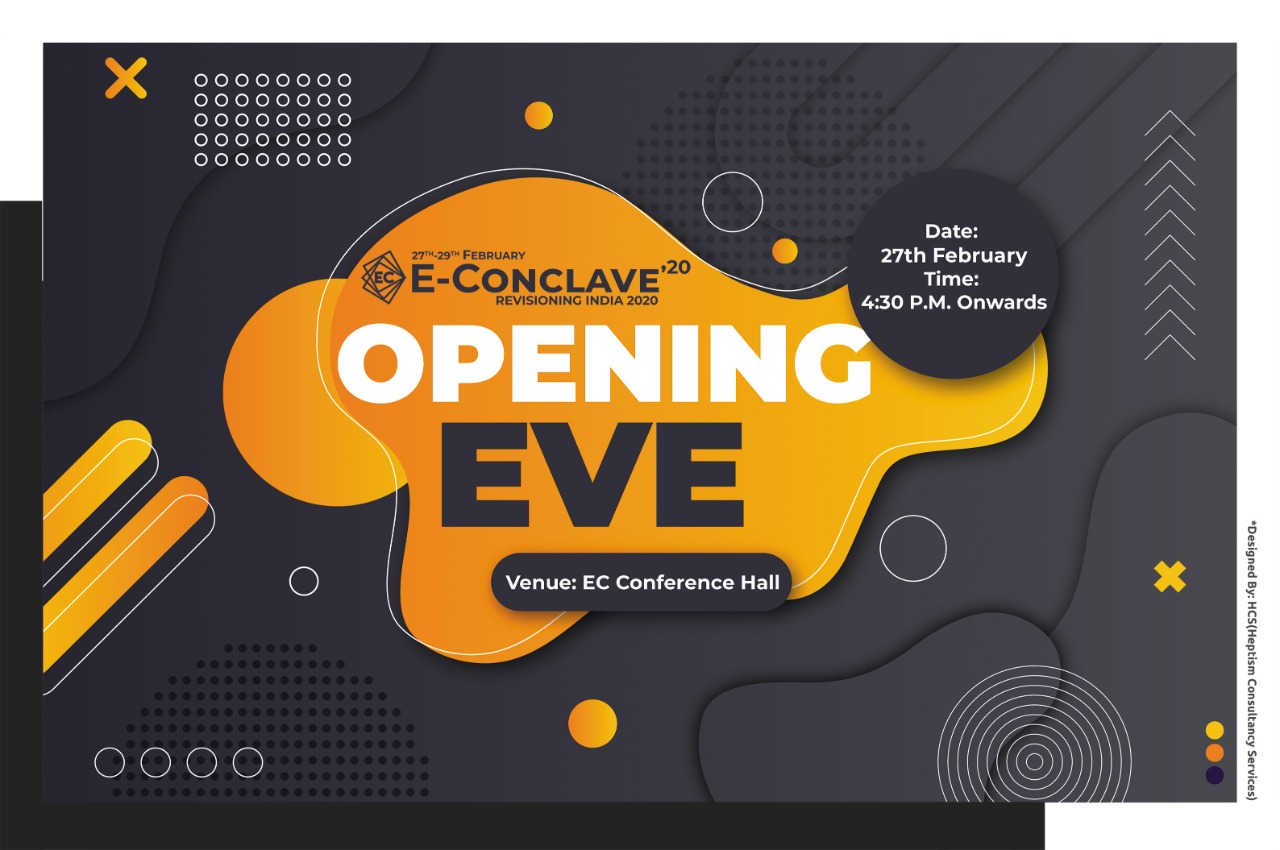 27TH-29TH FEBRUARY
EC
E-CONCLAVE'20
REVISIONING INDIA 2020
OPENING
EVE
Date:
27th February
Time:
4:30 P.M. Onwards
Venue: EC Conference Hall
*Designed By: HCS(Heptism Consultancy Services)